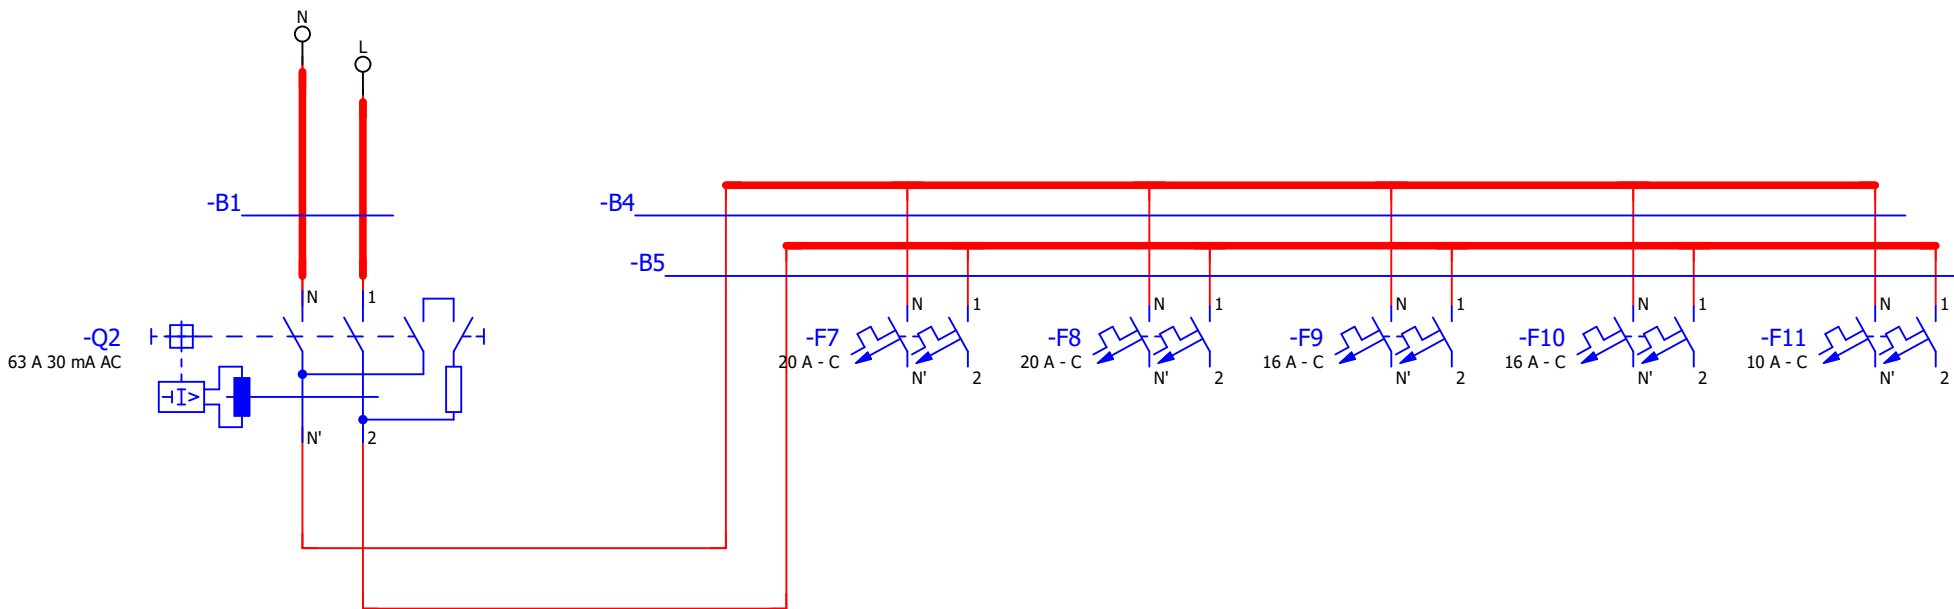 N
L
-B1
-B4
-B5
N 1
N 1
N 1
N 1
N 1
N 1
-Q2
63 A 30 mA AC
-F7
20 A - C
-F8
20 A - C
-F9
16 A - C
-F10
16 A - C
-F11
10 A - C
I>
N' 2
N' 2
N' 2
N' 2
N' 2
N' 2